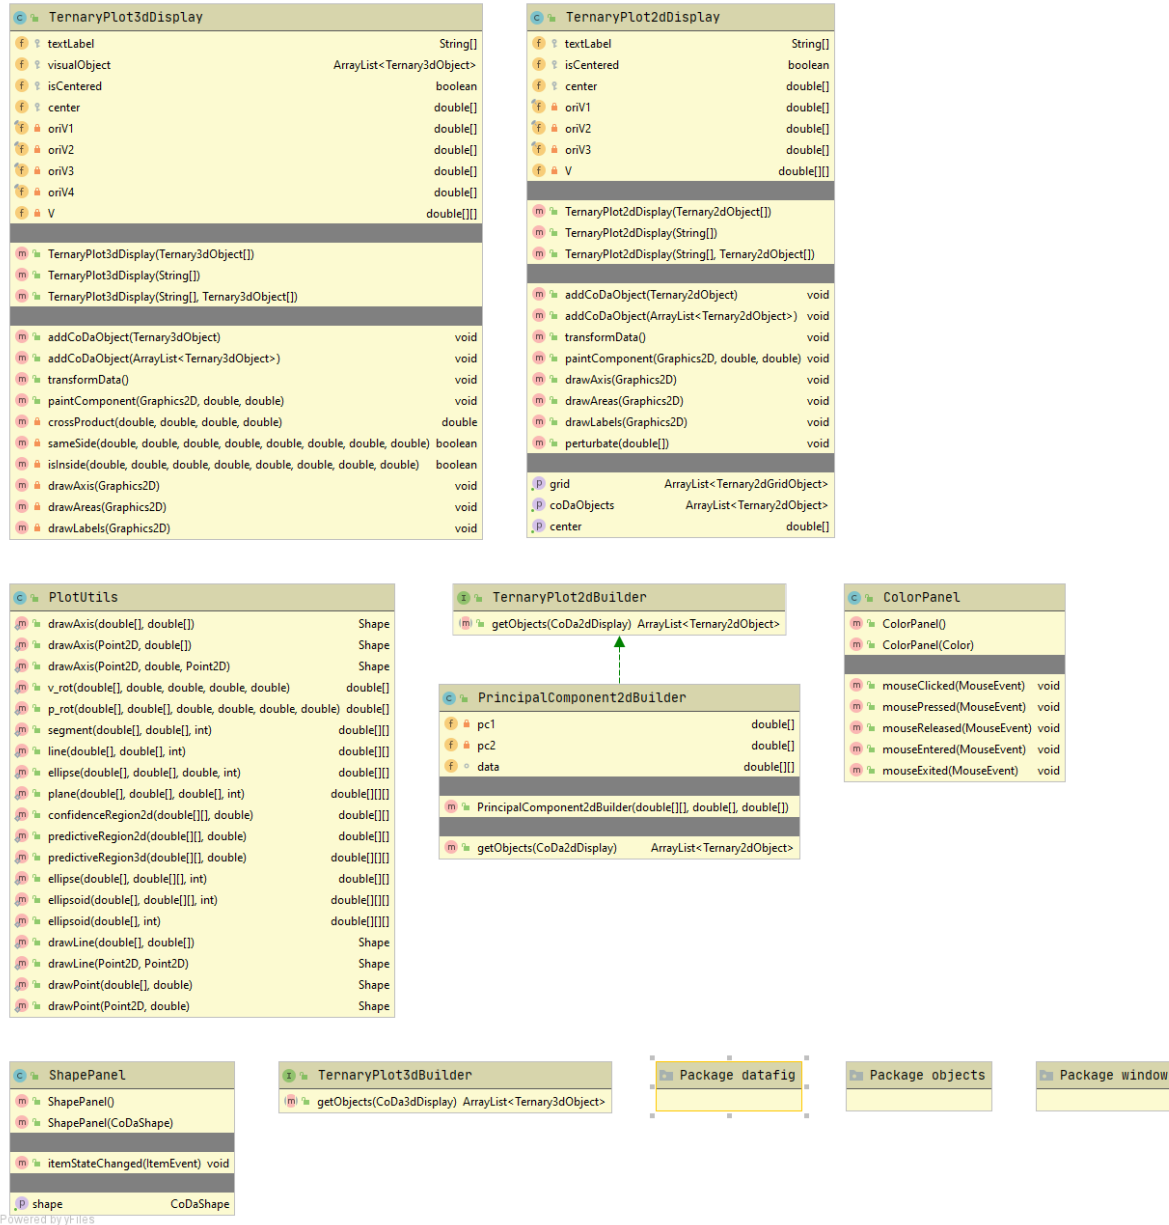 TernaryPlot3dDisplay
textLabel String[]
visualObject ArrayList<Ternary3dObject>
isCentered boolean
center double[]
oriV1 double[]
oriV2 double[]
oriV3 double[]
oriV4 double[]
V double[][]
TernaryPlot3dDisplay(Ternary3dObject[])
TernaryPlot3dDisplay(String[])
TernaryPlot3dDisplay(String[], Ternary3dObject[])
addCoDaObject(Ternary3dObject) void
addCoDaObject(ArrayList<Ternary3dObject>) void
transformData() void
paintComponent(Graphics2D, double, double) void
crossProduct(double, double, double, double) double
sameSide(double, double, double, double, double, double, double, double) boolean
isInside(double, double, double, double, double, double, double, double) boolean
drawAxis(Graphics2D) void
drawAreas(Graphics2D) void
drawLabels(Graphics2D) void
TernaryPlot2dDisplay
textLabel String[]
isCentered boolean
center double[]
oriV1 double[]
oriV2 double[]
oriV3 double[]
V double[][]
TernaryPlot2dDisplay(Ternary2dObject[])
TernaryPlot2dDisplay(String[])
TernaryPlot2dDisplay(String[], Ternary2dObject[])
addCoDaObject(Ternary2dObject) void
addCoDaObject(ArrayList<Ternary2dObject>) void
transformData() void
paintComponent(Graphics2D, double, double) void
drawAxis(Graphics2D) void
drawAreas(Graphics2D) void
drawLabels(Graphics2D) void
perturbate(double[]) void
grid ArrayList<Ternary2dGridObject>
coDaObjects ArrayList<Ternary2dObject>
center double[]
PlotUtils
drawAxis(double[], double[]) Shape
drawAxis(Point2D, double[]) Shape
drawAxis(Point2D, double, Point2D) Shape
v_rot(double[], double, double, double, double) double[]
p_rot(double[], double[], double, double, double, double) double[]
segment(double[], double[], int) double[][]
line(double[], double[], int) double[][]
ellipse(double[], double[], double, int) double[][]
plane(double[], double[], double[], int) double[][][]
confidenceRegion2d(double[][], double) double[][]
predictiveRegion2d(double[][], double) double[][]
predictiveRegion3d(double[][], double) double[][][]
ellipse(double[], double[][], int) double[][]
ellipsoid(double[], double[][], int) double[][][]
ellipsoid(double[], int) double[][][]
drawLine(double[], double[]) Shape
drawLine(Point2D, Point2D) Shape
drawPoint(double[], double) Shape
drawPoint(Point2D, double) Shape
TernaryPlot2dBuilder
getObjects(CoDa2dDisplay) ArrayList<Ternary2dObject>
PrincipalComponent2dBuilder
pc1 double[]
pc2 double[]
data double[][]
PrincipalComponent2dBuilder(double[][], double[], double[])
getObjects(CoDa2dDisplay) ArrayList<Ternary2dObject>
ColorPanel
ColorPanel()
ColorPanel(Color)
mouseClicked(MouseEvent) void
mousePressed(MouseEvent) void
mouseReleased(MouseEvent) void
mouseEntered(MouseEvent) void
mouseExited(MouseEvent) void
ShapePanel
ShapePanel()
ShapePanel(CoDaShape)
itemStateChanged(ItemEvent) void
shape CoDaShape
TernaryPlot3dBuilder
getObjects(CoDa3dDisplay) ArrayList<Ternary3dObject>
Package datafig
Package objects
Package window
Powered by yFiles